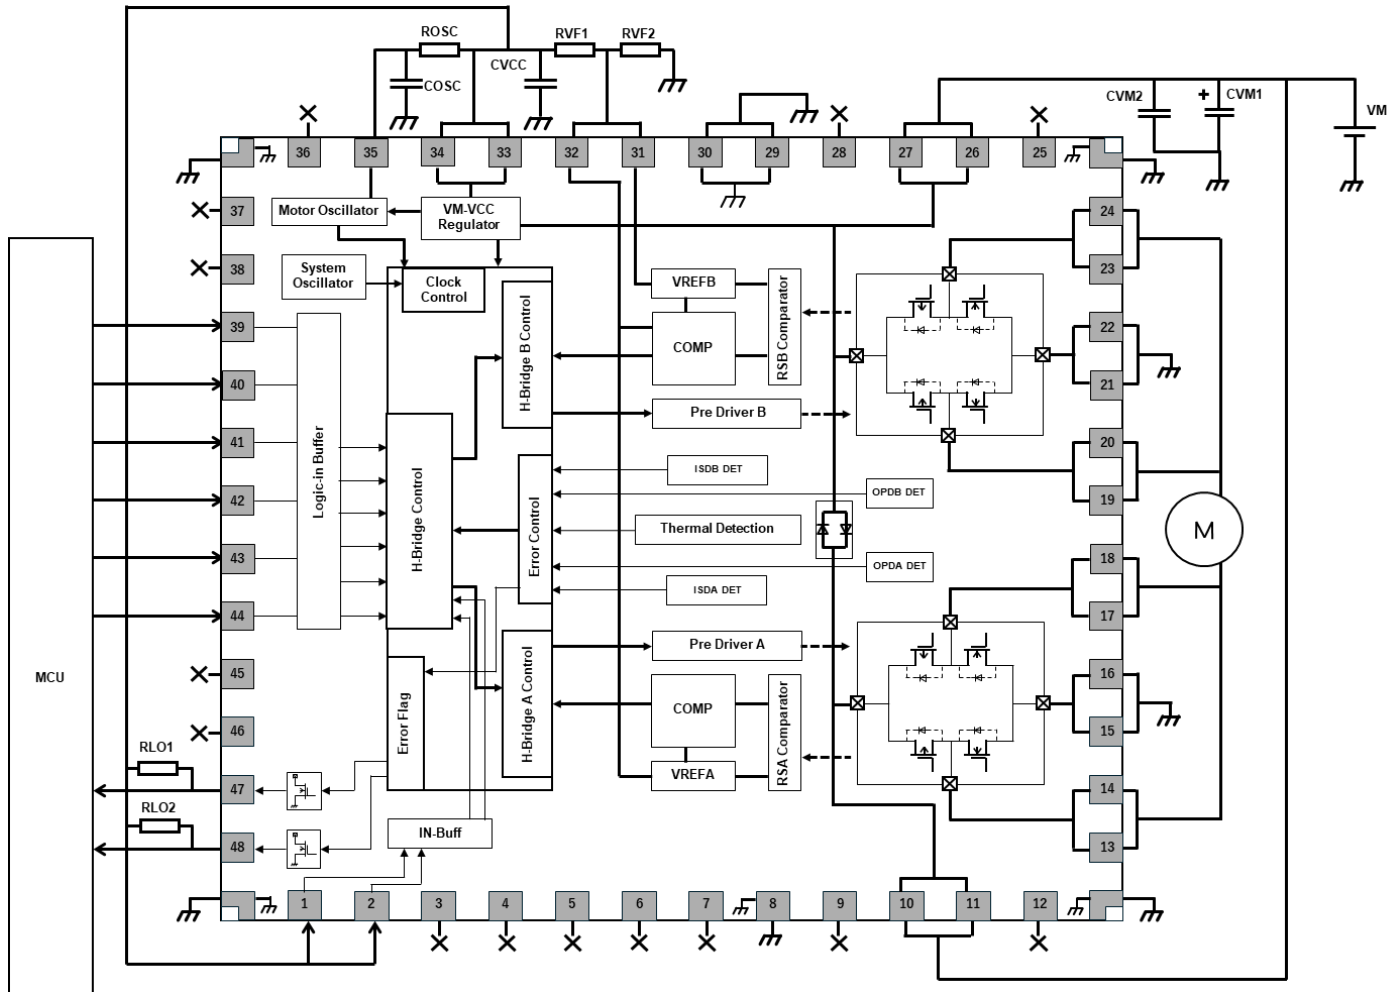 ROSC
RVF1
RVF2
CVCC
COSC
CVM2
+
CVM1
VM
36
35
34
33
32
31
30
29
28
27
26
25
37
Motor Oscillator
VM-VCC
Regulator
24
38
System
Oscillator
Clock
Control
VREFB
23
39
COMP
RSB Comparator
H-Bridge B Control
22
40
21
Pre Driver B
41
Logic-in Buffer
H-Bridge Control
20
ISDB DET
42
OPDB DET
19
Error Control
Thermal Detection
M
43
OPDA DET
18
ISDA DET
44
17
MCU
45
Pre Driver A
16
H-Bridge A Control
Error Flag
COMP
RSA Comparator
46
15
RLO1
VREFA
47
14
RLO2
IN-Buff
48
13
1
2
3
4
5
6
7
8
9
10
11
12